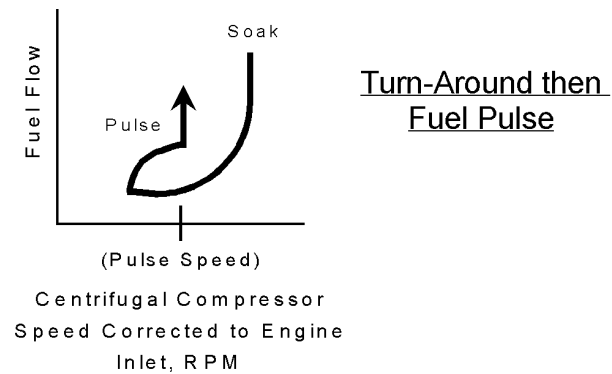 Soak
Turn-Around then
Fuel Pulse
Fuel Flow
Pulse
(Pulse Speed)
Centrifugal Compressor
Speed Corrected to Engine
Inlet, RPM